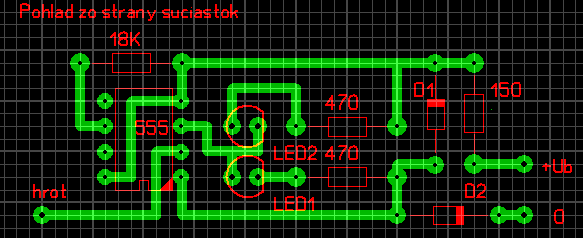 Pohlad zo strany suciastok
18K
D1
150
470
555
LED2
470
+Ub
hrot
LED1
D2
0